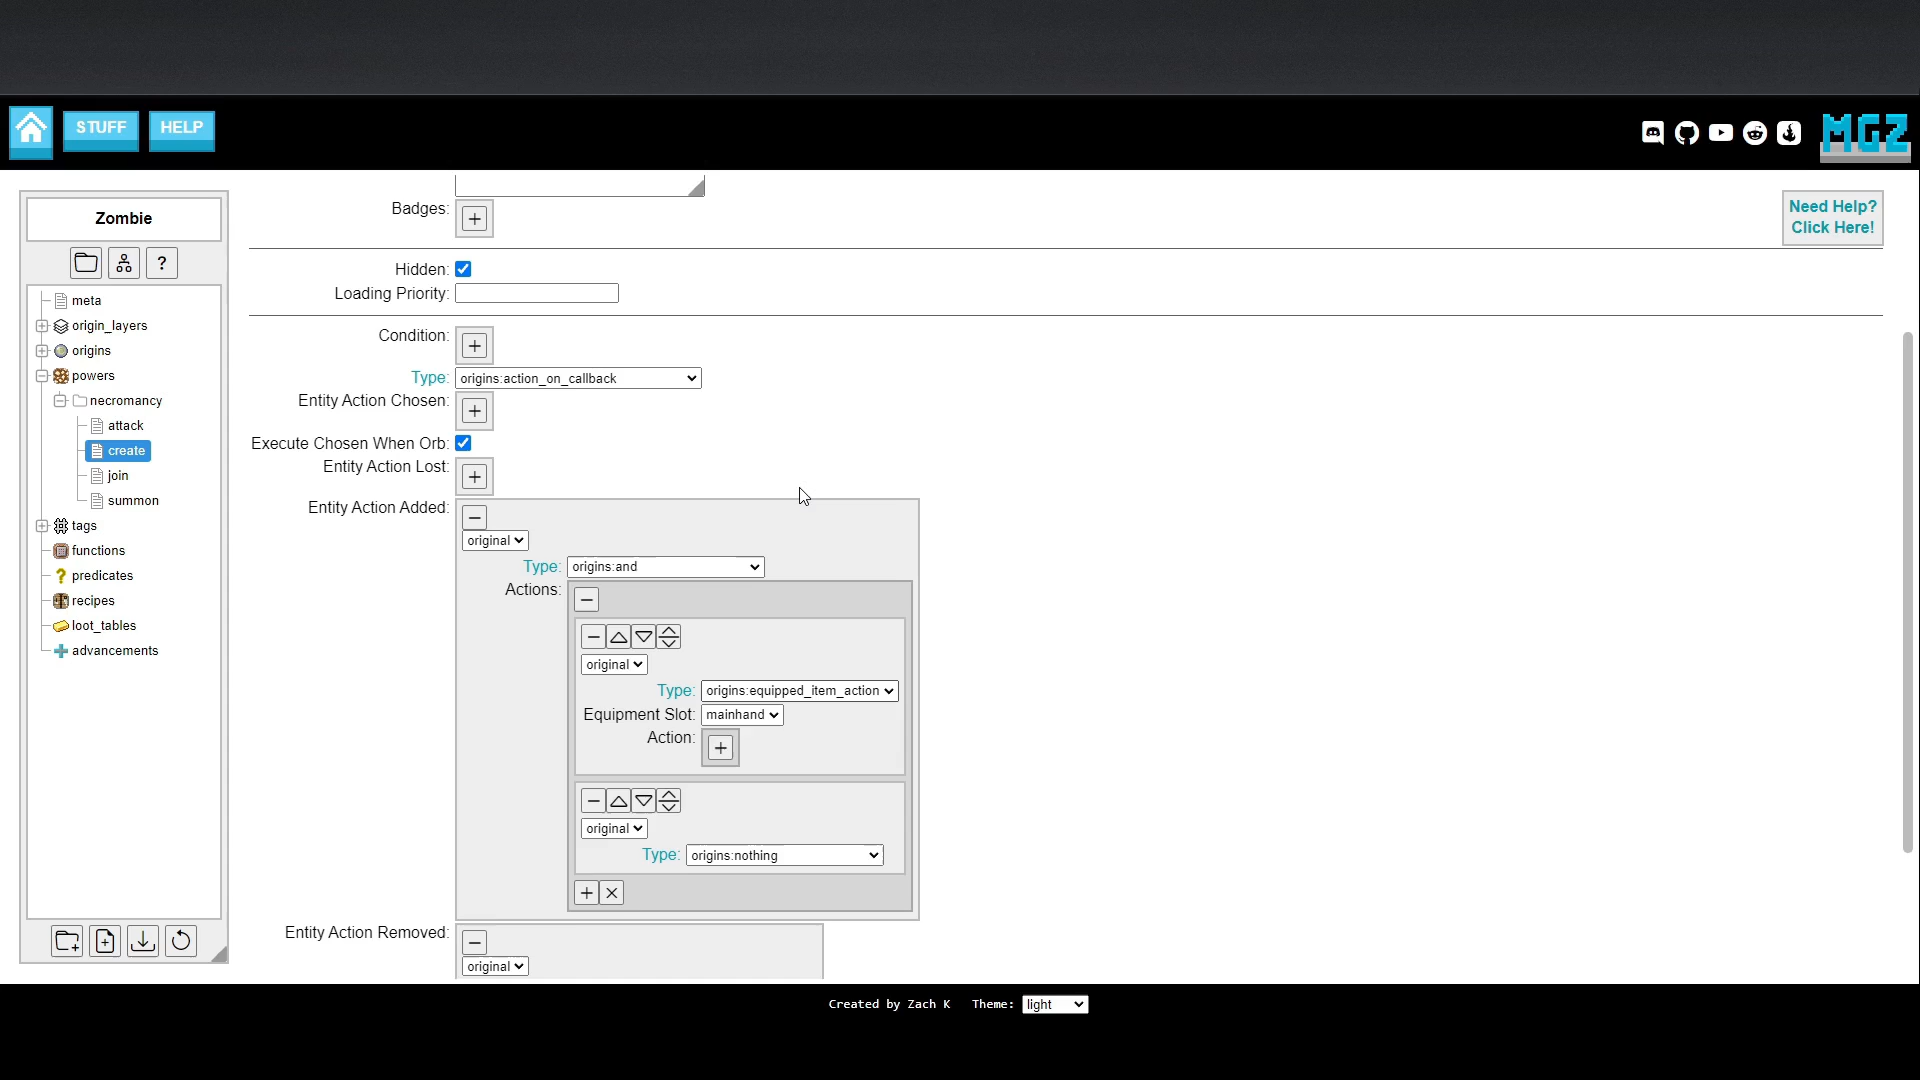 STUFF
HELP
MGZ
Zombie
?
meta
origin_layers
origins
powers
necromancy
attack
create
join
summon
tags
functions
? predicates
recipes
loot_tables
advancements
Badges: +
Need Help?
Click Here!
Hidden:
Loading Priority:
Condition: +
Type: origins:action_on_callback
Entity Action Chosen: +
Execute Chosen When Orb:
Entity Action Lost: +
Entity Action Added:
original
Type: origins:and
Actions:
original
Type: origins:equipped_item_action
Equipment Slot: mainhand
Action: +
original
Type: origins:nothing
Entity Action Removed:
original
Created by Zach K Theme: light